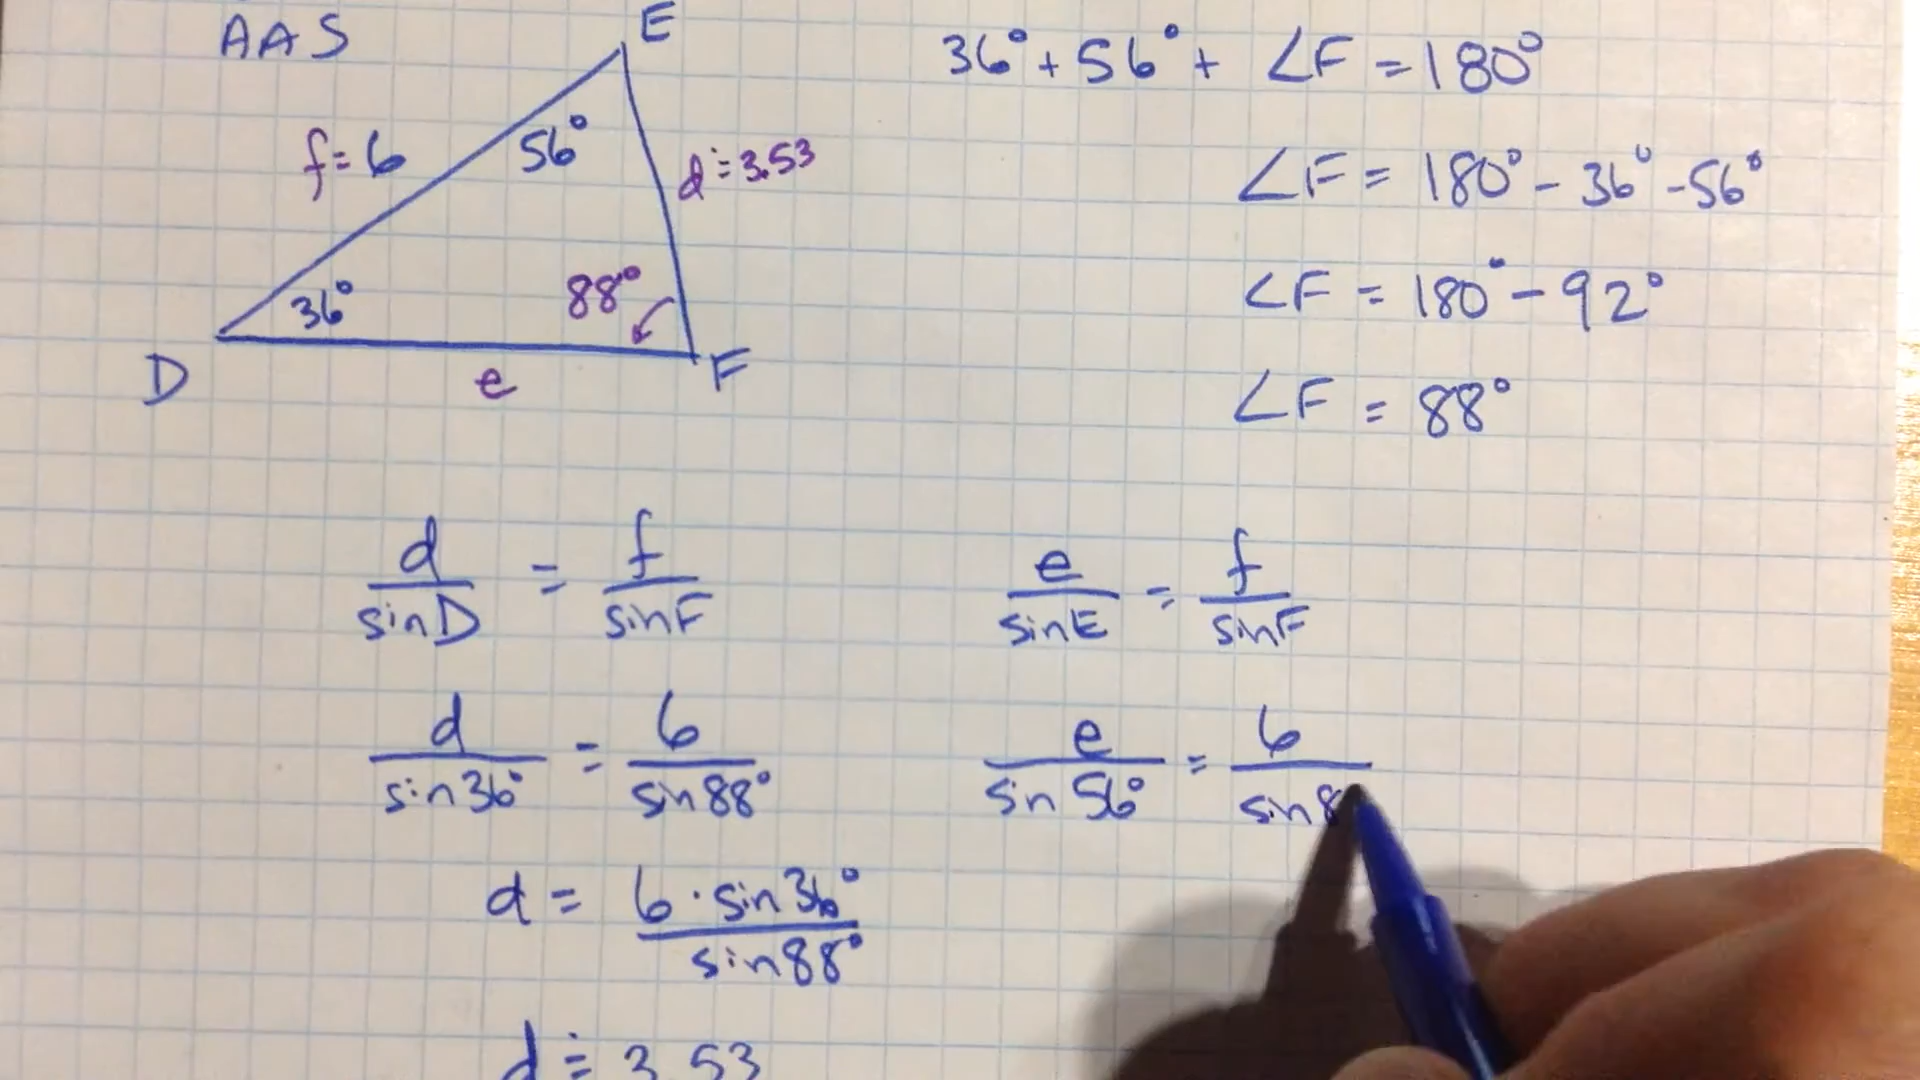 AAS
E
36° + 56° + ∠F = 180°
f = 6
56°
d ≐ 3.53
∠F = 180° - 36° - 56°
36°
88°
∠F = 180° - 92°
D
e
F
∠F = 88°
d/sinD = f/sinF
e/sinE = f/sinF
d/sin36° = 6/sin88°
e/sin56° = 6/sin8
d = 6 · sin36°/sin88°
d ≐ 3.53